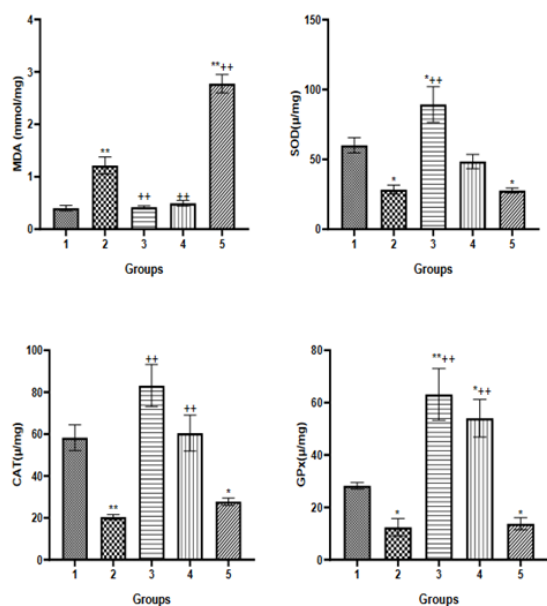 MDA (mmol/mg)
4
3
2
1
0
**
++
++
**++
1 2 3 4 5
Groups
SOD(µ/mg)
150
100
50
0
*
*++
*
1 2 3 4 5
Groups
CAT(µ/mg)
100
80
60
40
20
0
**
++
++
*
1 2 3 4 5
Groups
GPx(µ/mg)
80
60
40
20
0
*
**++
*++
*
1 2 3 4 5
Groups